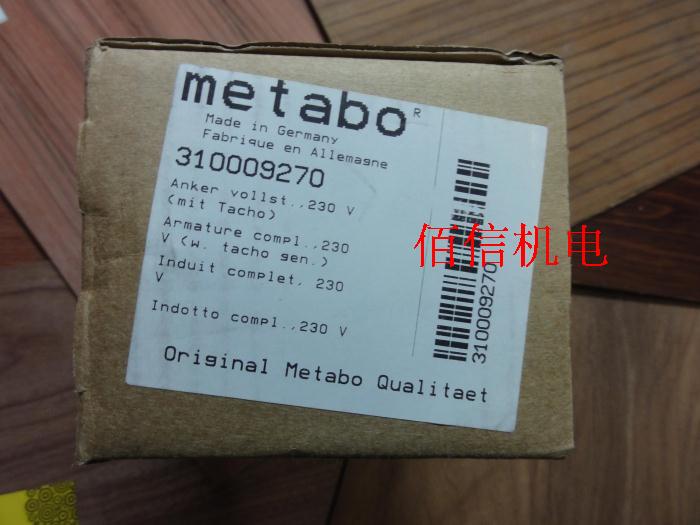 metabo®
Made in Germany
Fabrique en Allemagne
310009270
Anker vollst.,230 V
(mit Tacho)
Armature compl.,230
V (w. tacho gen.)
Induit complet, 230
V
Indotto compl.,230 V
Original Metabo Qualitaet
310009270
佰信机电